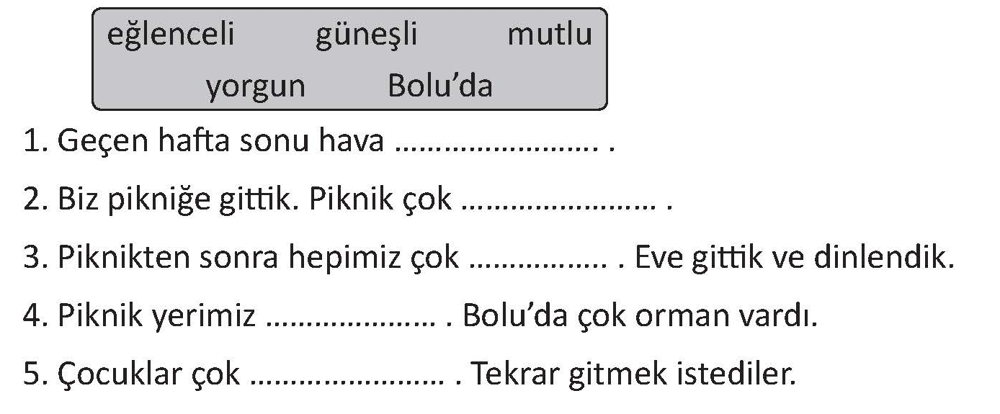 eğlenceli güneşli mutlu
yorgun Bolu’da
1. Geçen hafta sonu hava ........................ .
2. Biz pikniğe gittik. Piknik çok ........................ .
3. Piknikten sonra hepimiz çok ................. . Eve gittik ve dinlendik.
4. Piknik yerimiz ..................... . Bolu’da çok orman vardı.
5. Çocuklar çok ........................ . Tekrar gitmek istediler.